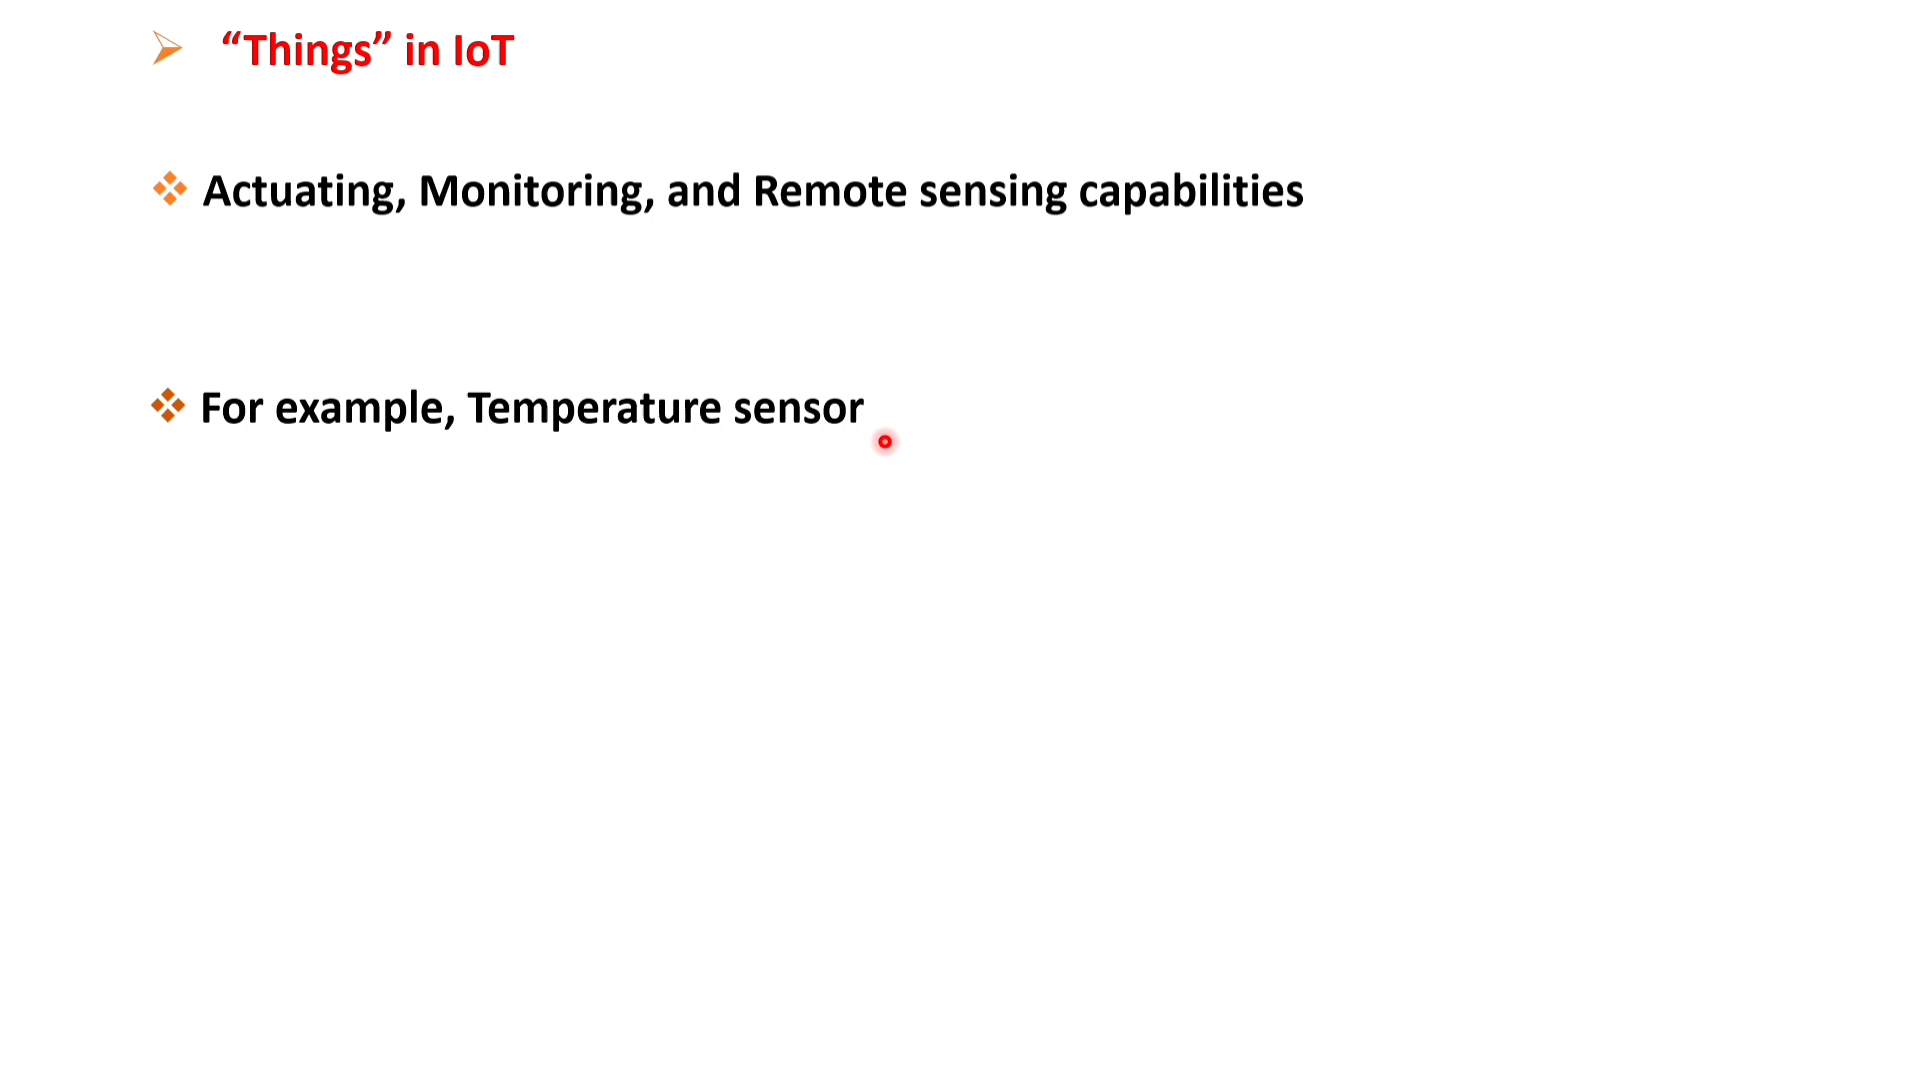 “Things” in IoT
Actuating, Monitoring, and Remote sensing capabilities
For example, Temperature sensor